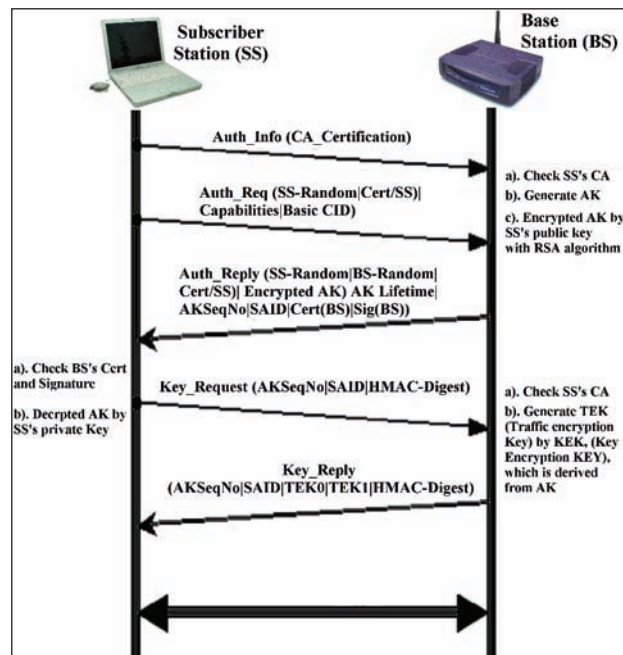 Subscriber
Station (SS)
Base
Station (BS)
Auth_Info (CA_Certification)
a). Check SS's CA
b). Generate AK
c). Encrypted AK by
SS's public key
with RSA algorithm
Auth_Req (SS-Random|Cert/SS)|
Capabilities|Basic CID)
Auth_Reply (SS-Random|BS-Random|
Cert/SS)| Encrypted AK) AK Lifetime|
AKSeqNo|SAID|Cert(BS)|Sig(BS))
a). Check BS's Cert
and Signature
b). Decrpted AK by
SS's private Key
Key_Request (AKSeqNo|SAID|HMAC-Digest)
a). Check SS's CA
b). Generate TEK
(Traffic encryption
Key) by KEK, (Key
Encryption KEY),
which is derived
from AK
Key_Reply
(AKSeqNo|SAID|TEK0|TEK1|HMAC-Digest)